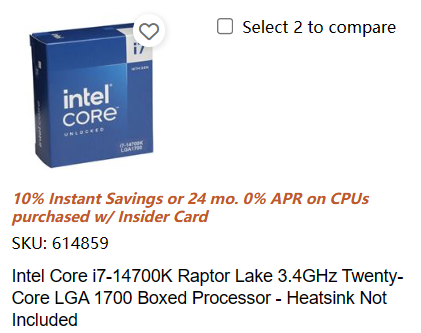 Select 2 to compare
i7
intel
CORE
UNLOCKED
i7-14700K
LGA1700
10% Instant Savings or 24 mo. 0% APR on CPUs
purchased w/ Insider Card
SKU: 614859
Intel Core i7-14700K Raptor Lake 3.4GHz Twenty-
Core LGA 1700 Boxed Processor - Heatsink Not
Included